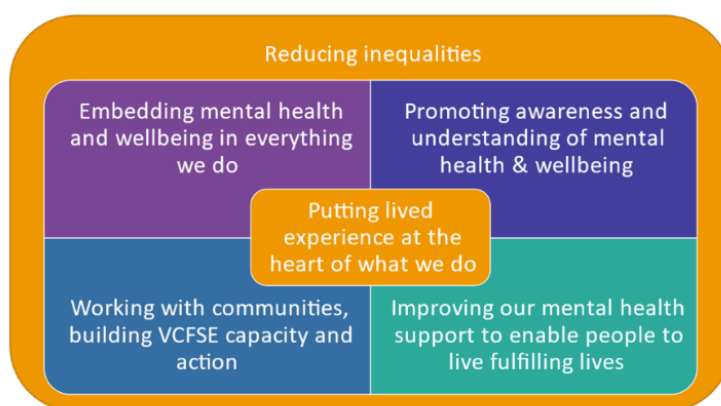 Reducing inequalities
Embedding mental health
and wellbeing in everything
we do
Promoting awareness and
understanding of mental
health & wellbeing
Putting lived
experience at the
heart of what we do
Working with communities,
building VCFSE capacity and
action
Improving our mental health
support to enable people to
live fulfilling lives